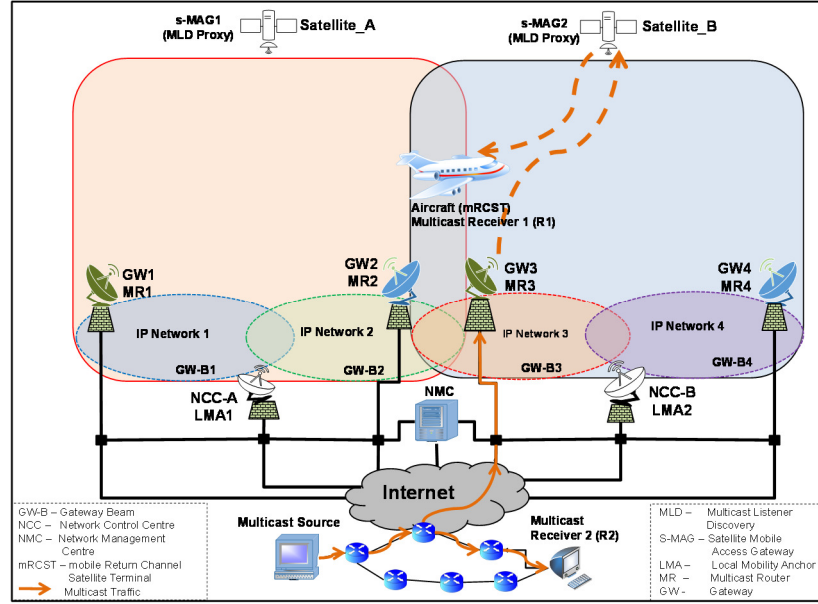 s-MAG1
(MLD Proxy)
Satellite_A
s-MAG2
(MLD Proxy)
Satellite_B
Aircraft (mRCST)
Multicast Receiver 1 (R1)
GW1
MR1
GW2
MR2
GW3
MR3
GW4
MR4
IP Network 1
IP Network 2
IP Network 3
IP Network 4
GW-B1
GW-B2
GW-B3
GW-B4
NCC-A
LMA1
NMC
NCC-B
LMA2
Internet
Multicast Source
Multicast
Receiver 2 (R2)
GW-B – Gateway Beam
NCC – Network Control Centre
NMC – Network Management
Centre
mRCST – mobile Return Channel
Satellite Terminal
Multicast Traffic
MLD – Multicast Listener
Discovery
S-MAG – Satellite Mobile
Access Gateway
LMA – Local Mobility Anchor
MR – Multicast Router
GW - Gateway